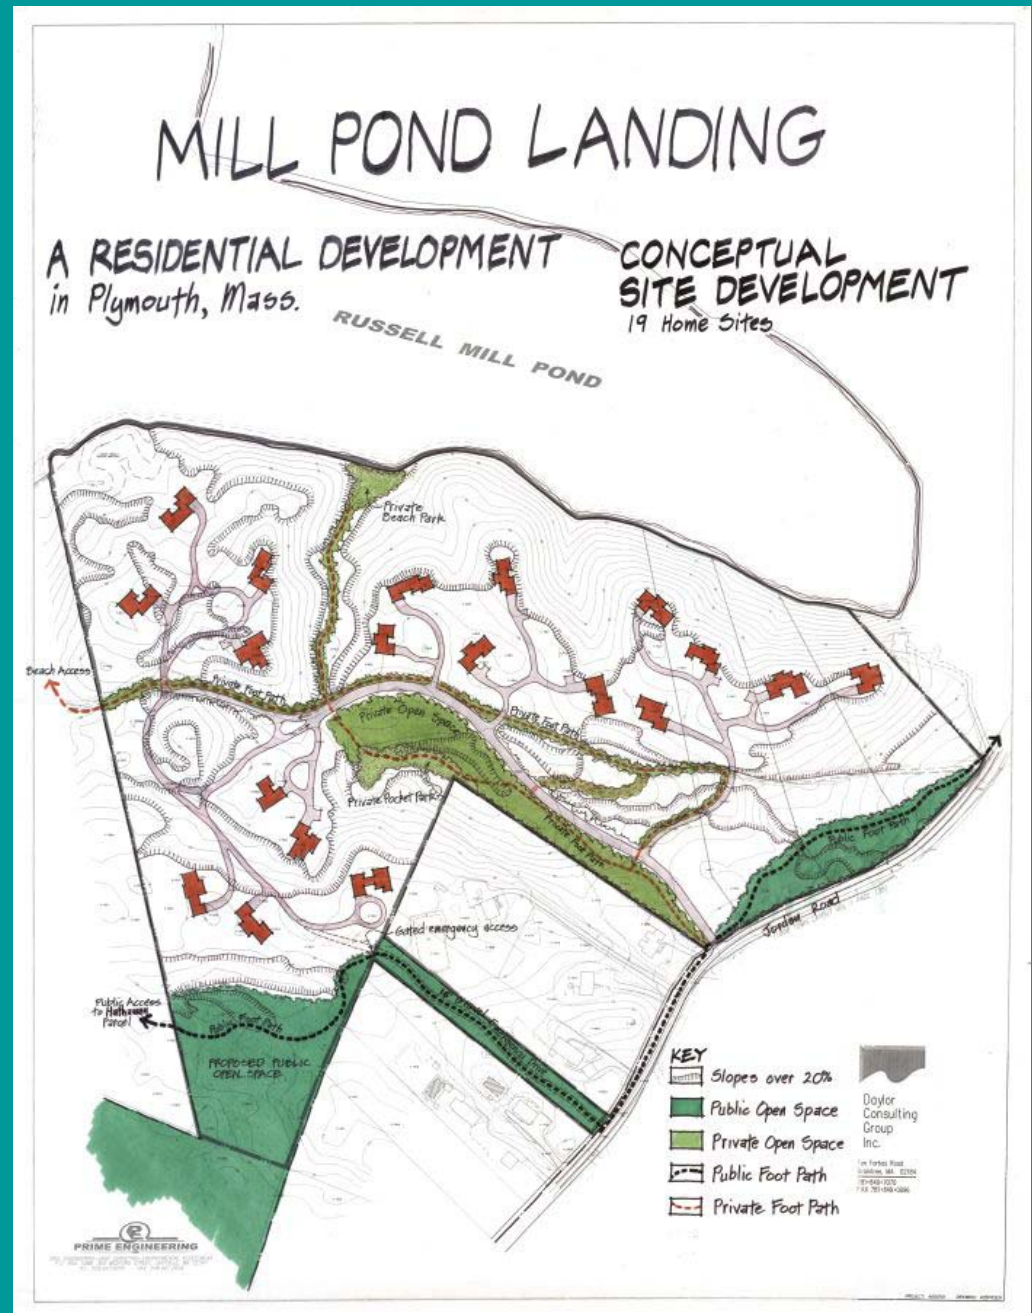 MILL POND LANDING
A RESIDENTIAL DEVELOPMENT
in Plymouth, Mass.
CONCEPTUAL
SITE DEVELOPMENT
19 Home Sites
RUSSELL MILL POND
Private
Beach Park
Beach Access
Private Foot Path
Private Open Space
Private Foot Path
Private Pocket Park
Private Foot Path
Public Foot Path
Jordan Road
Gated emergency access
Public Access
to Hathaway
Parcel
Public Foot Path
PROPOSED PUBLIC
OPEN SPACE
KEY
Slopes over 20%
Public Open Space
Private Open Space
Public Foot Path
Private Foot Path
Daylor
Consulting
Group
Inc.
PRIME ENGINEERING